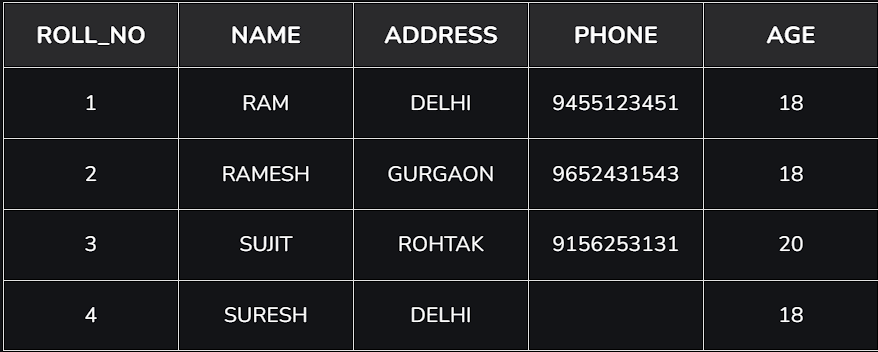 ROLL_NO NAME ADDRESS PHONE AGE
1 RAM DELHI 9455123451 18
2 RAMESH GURGAON 9652431543 18
3 SUJIT ROHTAK 9156253131 20
4 SURESH DELHI 18